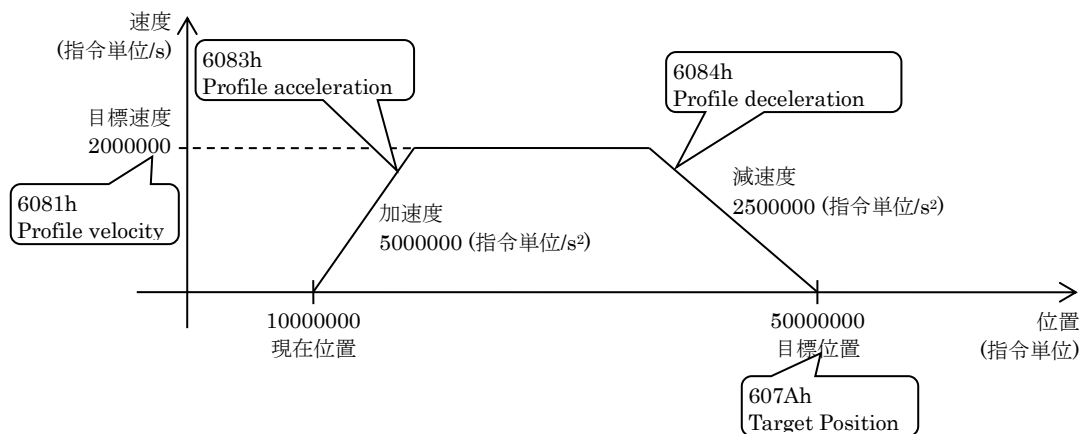 速度
(指令単位/s)
6083h
Profile acceleration
6084h
Profile deceleration
目標速度
2000000
6081h
Profile velocity
加速度
5000000 (指令単位/s²)
減速度
2500000 (指令単位/s²)
10000000
現在位置
50000000
目標位置
位置
(指令単位)
607Ah
Target Position